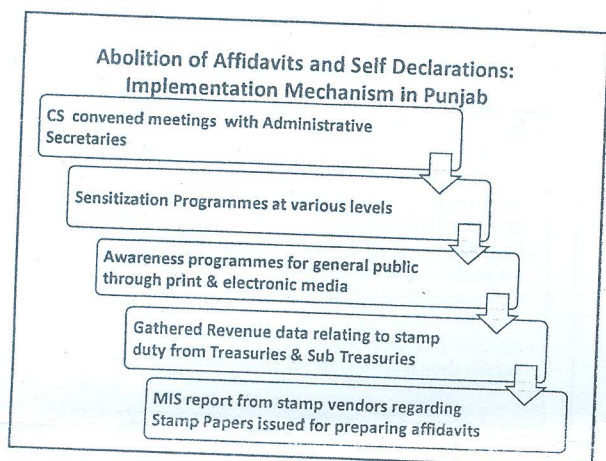 Abolition of Affidavits and Self Declarations:
Implementation Mechanism in Punjab
CS convened meetings with Administrative
Secretaries
Sensitization Programmes at various levels
Awareness programmes for general public
through print & electronic media
Gathered Revenue data relating to stamp
duty from Treasuries & Sub Treasuries
MIS report from stamp vendors regarding
Stamp Papers issued for preparing affidavits